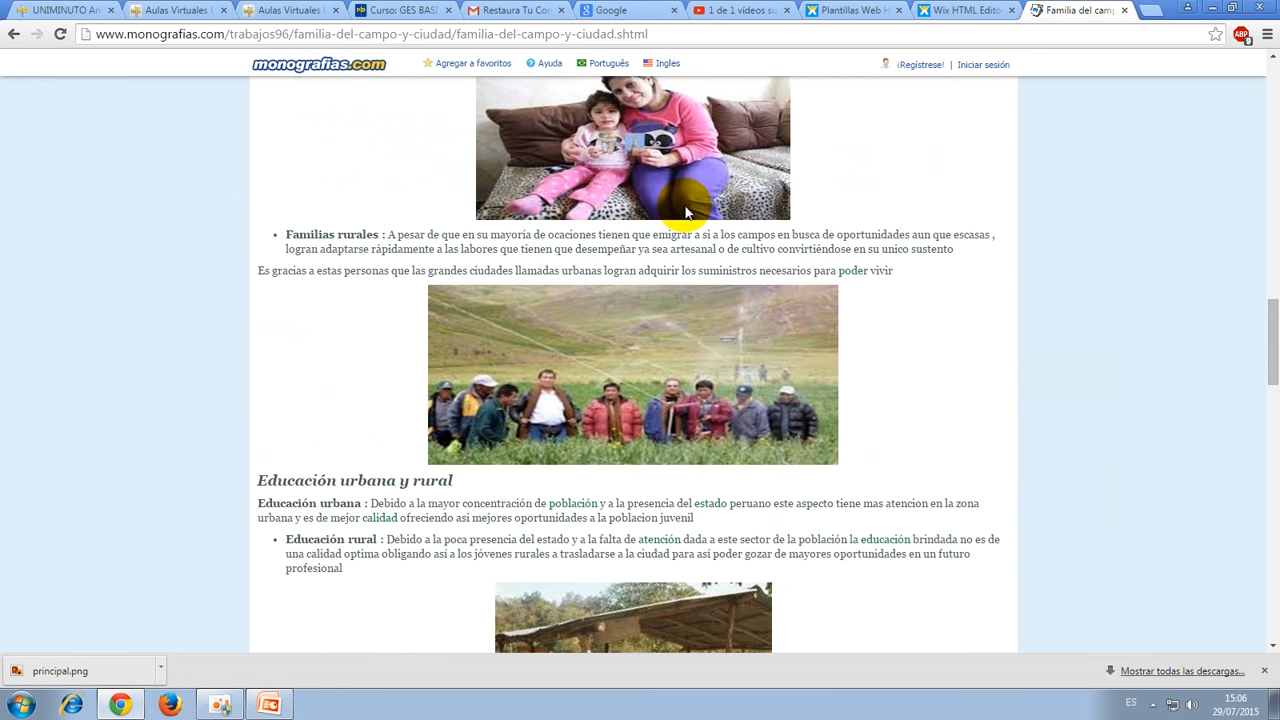 UNIMINUTO An
Aulas Virtuales U
Aulas Virtuales U
Curso: GES BASI
Restaura Tu Con
Google
1 de 1 vídeos su
Plantillas Web H
Wix HTML Edito
Familia del cam
www.monografias.com/trabajos96/familia-del-campo-y-ciudad/familia-del-campo-y-ciudad.shtml
ABP
monografias.com
Agregar a favoritos
Ayuda
Português
Ingles
¡Regístrese! | Iniciar sesión
• Familias rurales : A pesar de que en su mayoría de ocaciones tienen que emigrar a si a los campos en busca de oportunidades aun que escasas ,
logran adaptarse rápidamente a las labores que tienen que desempeñar ya sea artesanal o de cultivo convirtiéndose en su unico sustento
Es gracias a estas personas que las grandes ciudades llamadas urbanas logran adquirir los suministros necesarios para poder vivir
Educación urbana y rural
Educación urbana : Debido a la mayor concentración de población y a la presencia del estado peruano este aspecto tiene mas atencion en la zona
urbana y es de mejor calidad ofreciendo asi mejores oportunidades a la poblacion juvenil
• Educación rural : Debido a la poca presencia del estado y a la falta de atención dada a este sector de la población la educación brindada no es de
una calidad optima obligando así a los jóvenes rurales a trasladarse a la ciudad para así poder gozar de mayores oportunidades en un futuro
profesional
principal.png
Mostrar todas las descargas...
ES
15:06
29/07/2015